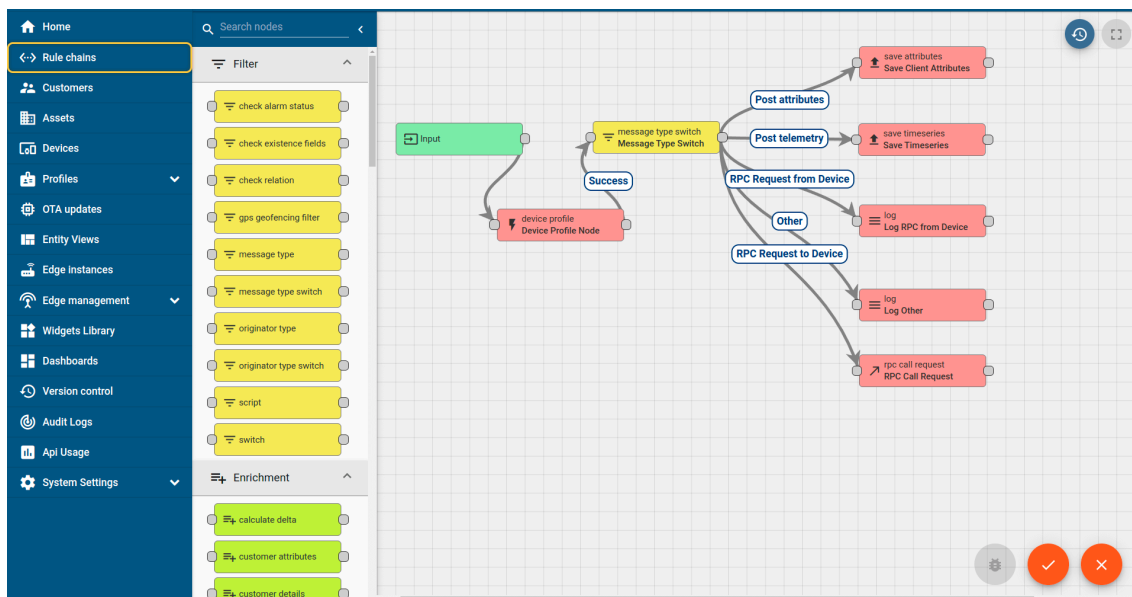 Home
Rule chains
Customers
Assets
Devices
Profiles
OTA updates
Entity Views
Edge instances
Edge management
Widgets Library
Dashboards
Version control
Audit Logs
Api Usage
System Settings
Search nodes
Filter
check alarm status
check existence fields
check relation
gps geofencing filter
message type
message type switch
originator type
originator type switch
script
switch
Enrichment
calculate delta
customer attributes
customer details
Input
device profile
Device Profile Node
Success
message type switch
Message Type Switch
Post attributes
Post telemetry
RPC Request from Device
Other
RPC Request to Device
save attributes
Save Client Attributes
save timeseries
Save Timeseries
log
Log RPC from Device
log
Log Other
rpc call request
RPC Call Request